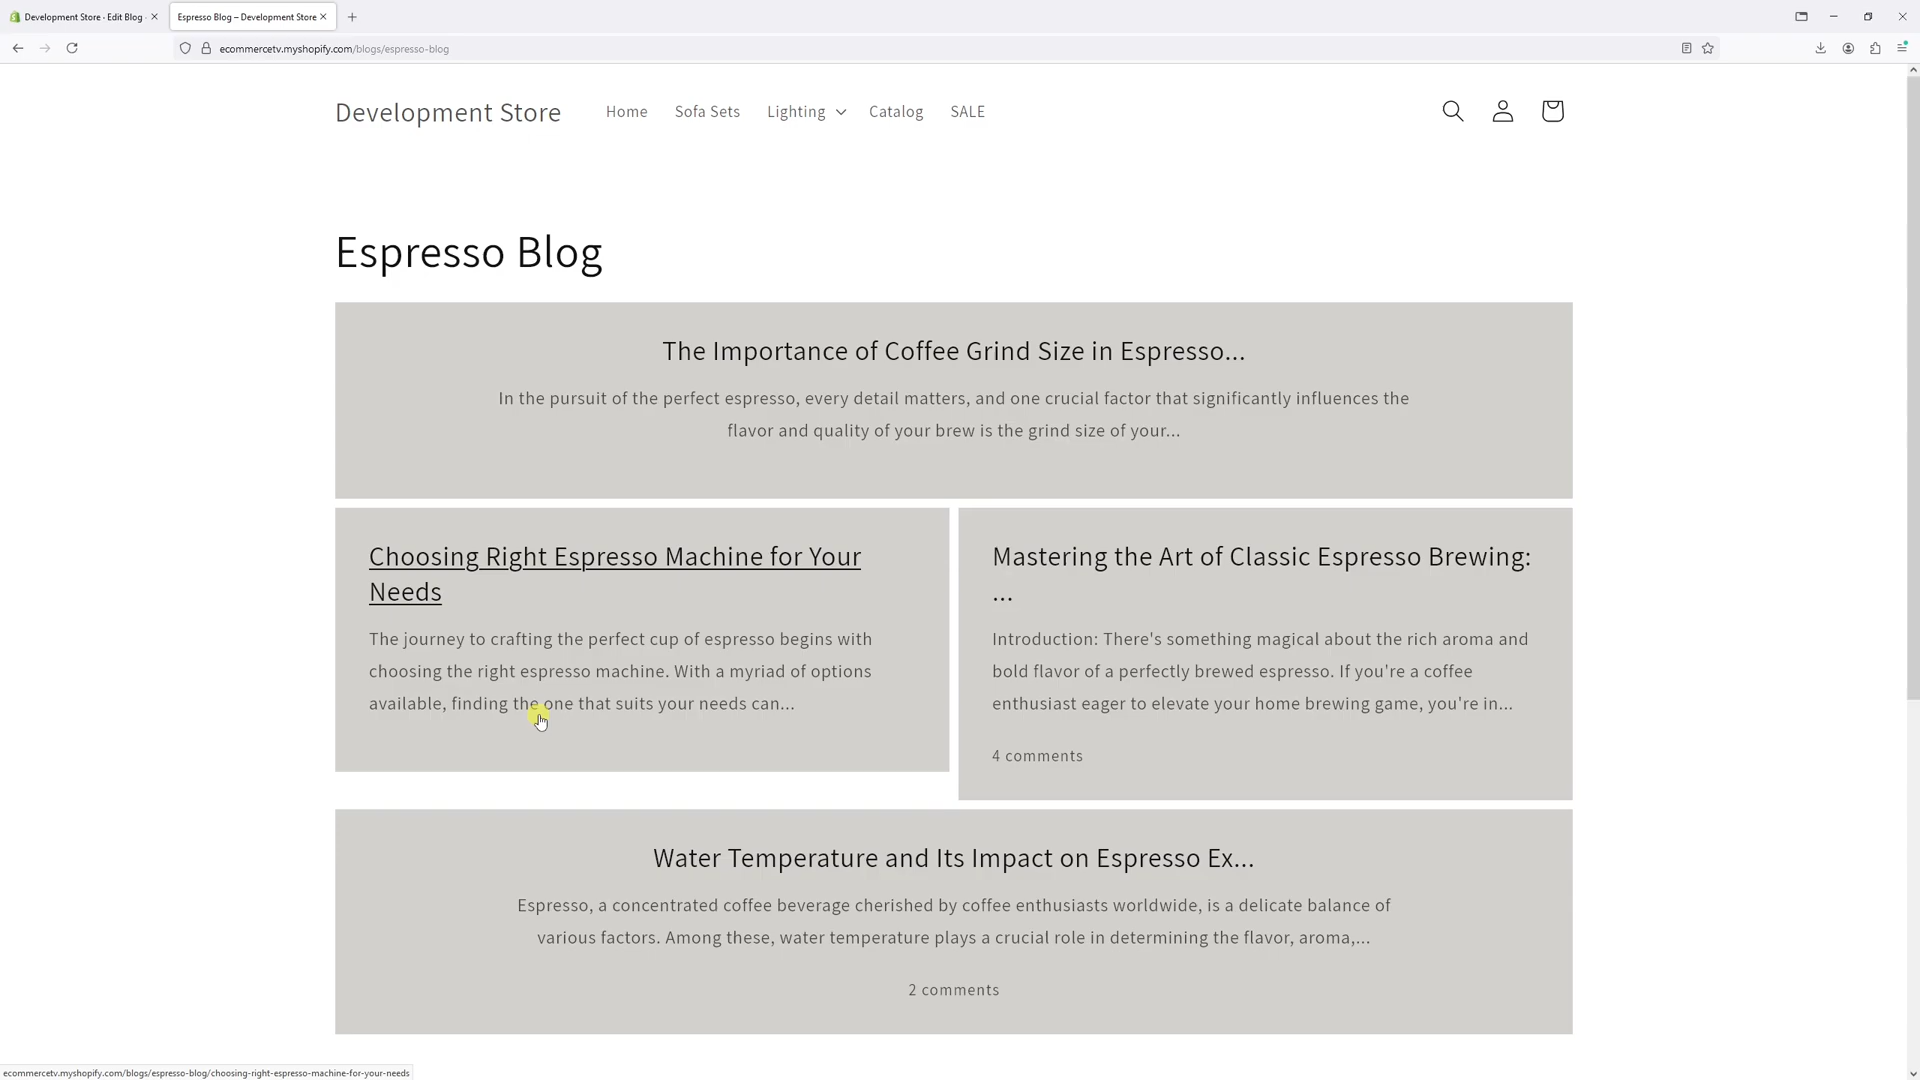 Development Store · Edit Blog ·
Espresso Blog – Development Store
ecommercetv.myshopify.com/blogs/espresso-blog
Development Store
Home
Sofa Sets
Lighting
Catalog
SALE
Espresso Blog
The Importance of Coffee Grind Size in Espresso...
In the pursuit of the perfect espresso, every detail matters, and one crucial factor that significantly influences the
flavor and quality of your brew is the grind size of your...
Choosing Right Espresso Machine for Your
Needs
The journey to crafting the perfect cup of espresso begins with
choosing the right espresso machine. With a myriad of options
available, finding the one that suits your needs can...
Mastering the Art of Classic Espresso Brewing:
...
Introduction: There's something magical about the rich aroma and
bold flavor of a perfectly brewed espresso. If you're a coffee
enthusiast eager to elevate your home brewing game, you're in...
4 comments
Water Temperature and Its Impact on Espresso Ex...
Espresso, a concentrated coffee beverage cherished by coffee enthusiasts worldwide, is a delicate balance of
various factors. Among these, water temperature plays a crucial role in determining the flavor, aroma,...
2 comments
ecommercetv.myshopify.com/blogs/espresso-blog/choosing-right-espresso-machine-for-your-needs